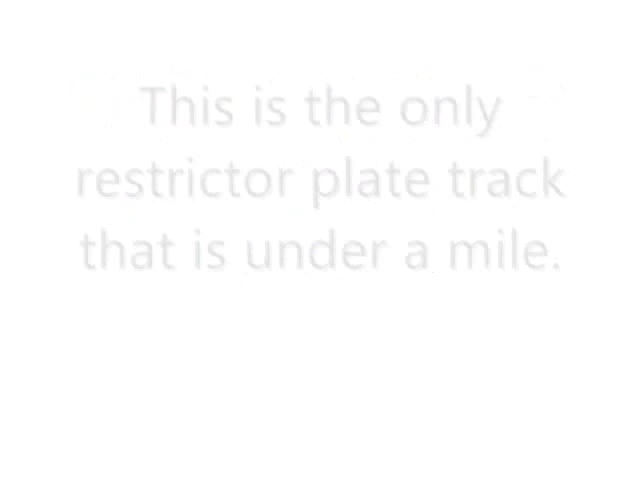 This is the only
restrictor plate track
that is under a mile.